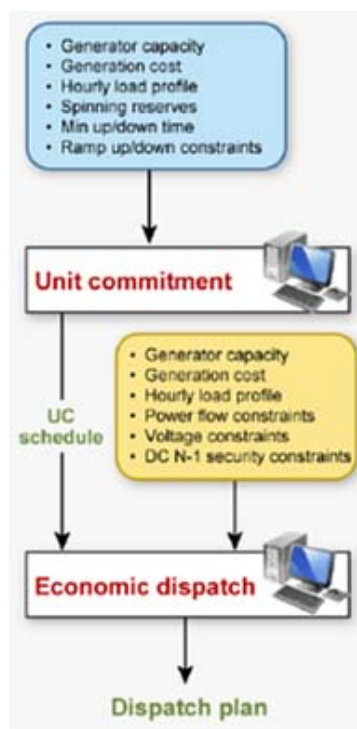 • Generator capacity
• Generation cost
• Hourly load profile
• Spinning reserves
• Min up/down time
• Ramp up/down constraints
Unit commitment
• Generator capacity
• Generation cost
• Hourly load profile
• Power flow constraints
• Voltage constraints
• DC N-1 security constraints
UC
schedule
Economic dispatch
Dispatch plan